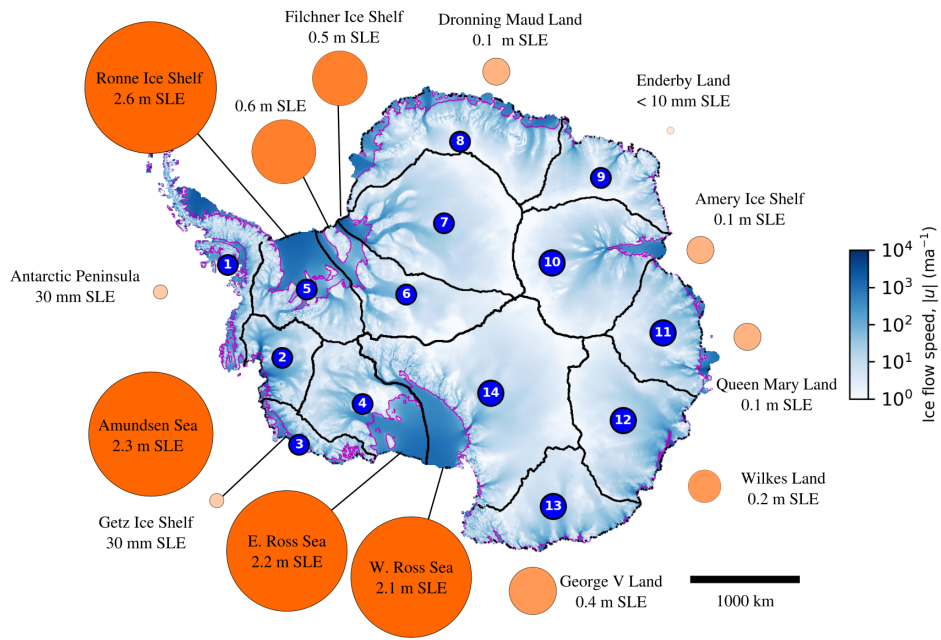 Filchner Ice Shelf
0.5 m SLE
Dronning Maud Land
0.1 m SLE
Ronne Ice Shelf
2.6 m SLE
0.6 m SLE
Enderby Land
< 10 mm SLE
8
9
Amery Ice Shelf
0.1 m SLE
7
10
1
Antarctic Peninsula
30 mm SLE
5
6
11
2
Queen Mary Land
0.1 m SLE
14
4
12
Amundsen Sea
2.3 m SLE
3
Wilkes Land
0.2 m SLE
13
Getz Ice Shelf
30 mm SLE
E. Ross Sea
2.2 m SLE
W. Ross Sea
2.1 m SLE
George V Land
0.4 m SLE
1000 km
10⁴
10³
10²
10¹
10⁰
Ice flow speed, |u| (ma⁻¹)